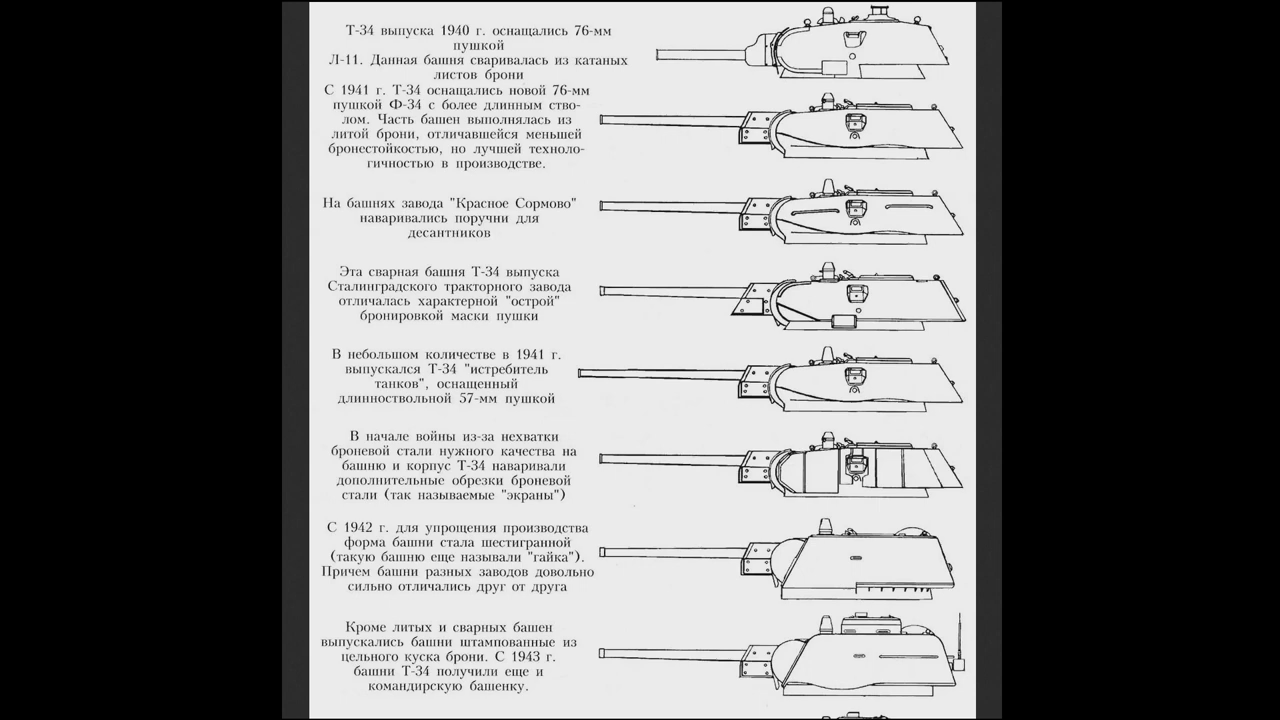 Т-34 выпуска 1940 г. оснащались 76-мм
пушкой
Л-11. Данная башня сваривалась из катаных
листов брони
С 1941 г. Т-34 оснащались новой 76-мм
пушкой Ф-34 с более длинным ство-
лом. Часть башен выполнялась из
литой брони, отличавшейся меньшей
бронестойкостью, но лучшей техноло-
гичностью в производстве.
На башнях завода "Красное Сормово"
наваривались поручни для
десантников
Эта сварная башня Т-34 выпуска
Сталинградского тракторного завода
отличалась характерной "острой"
бронировкой маски пушки
В небольшом количестве в 1941 г.
выпускался Т-34 "истребитель
танков", оснащенный
длинноствольной 57-мм пушкой
В начале войны из-за нехватки
броневой стали нужного качества на
башню и корпус Т-34 наваривали
дополнительные обрезки броневой
стали (так называемые "экраны")
С 1942 г. для упрощения производства
форма башни стала шестигранной
(такую башню еще называли "гайка").
Причем башни разных заводов довольно
сильно отличались друг от друга
Кроме литых и сварных башен
выпускались башни штампованные из
цельного куска брони. С 1943 г.
башни Т-34 получили еще и
командирскую башенку.